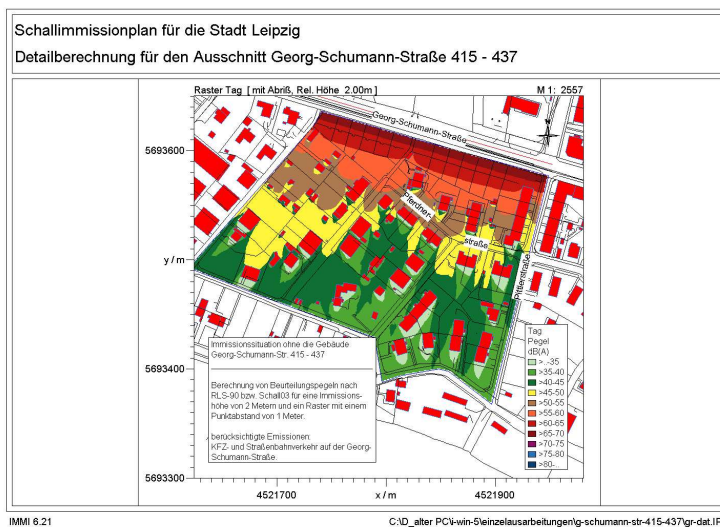 Schallimmissionplan für die Stadt Leipzig
Detailberechnung für den Ausschnitt Georg-Schumann-Straße 415 - 437
Raster Tag [ mit Abriß, Rel. Höhe 2.00m ]
M 1: 2557
Georg-Schumann-Straße
5693600
Pferdner-
straße
y / m
Pittlerstraße
Immissionssituation ohne die Gebäude
Georg-Schumann-Str. 415 - 437
Berechnung von Beurteilungspegeln nach
RLS-90 bzw. Schall03 für eine Immissions-
höhe von 2 Metern und ein Raster mit einem
Punktabstand von 1 Meter.
berücksichtigte Emissionen:
KFZ- und Straßenbahnverkehr auf der Georg-
Schumann-Straße.
Tag
Pegel
dB(A)
>..-35
>35-40
>40-45
>45-50
>50-55
>55-60
>60-65
>65-70
>70-75
>75-80
>80-..
5693400
5693300
4521700
x / m
4521900
IMMI 6.21
C:\D_alter PC\i-win-5\einzelausarbeitungen\g-schumann-str-415-437\gr-dat.IP